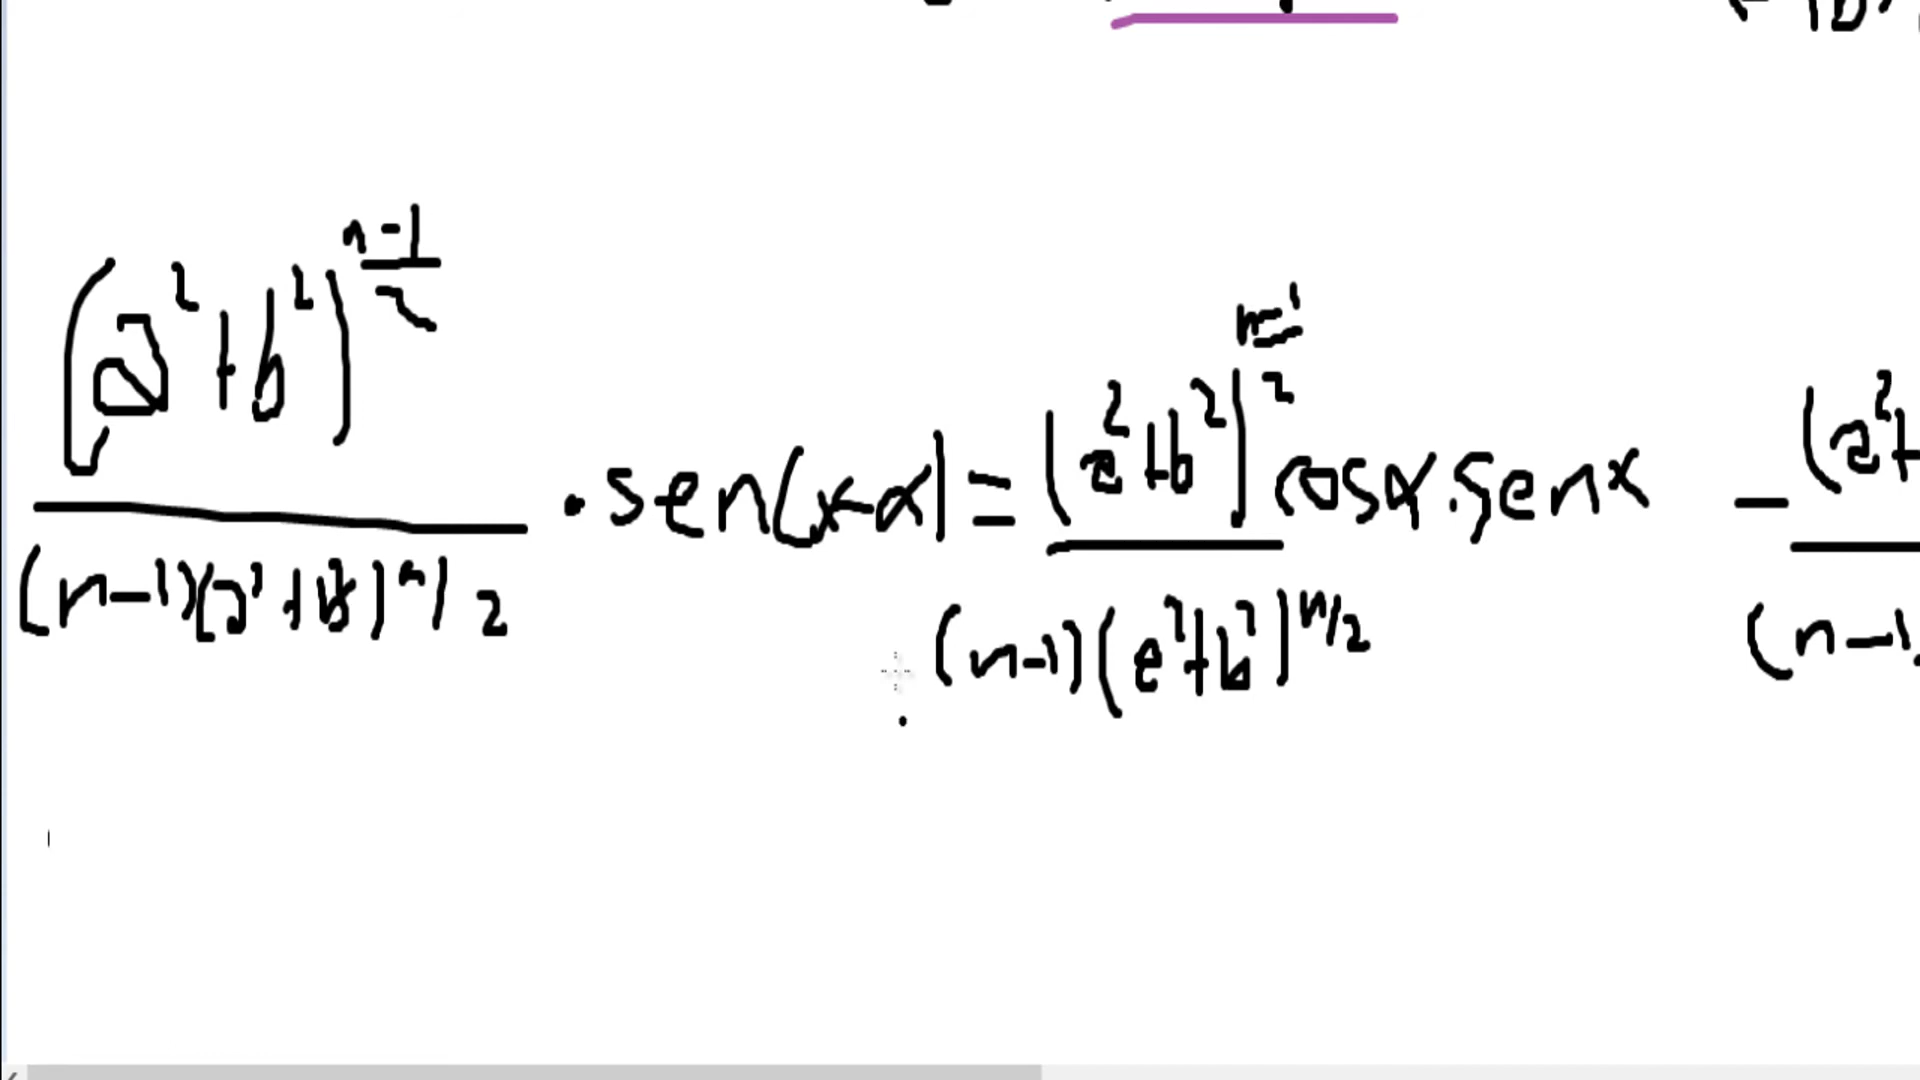 (a²+b²)^((n-1)/2) / ((n-1)(a²+b²)^(n/2)) · sen(x-α) = (a²+b²)^((n-1)/2) / ((n-1)(a²+b²)^(n/2)) cosα.senx - (a²+ / (n-1